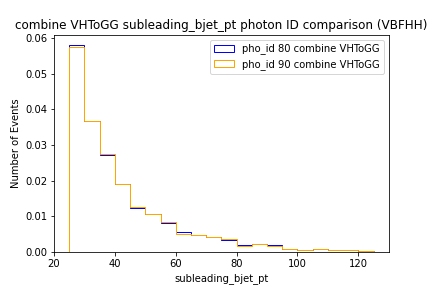 combine VHToGG subleading_bjet_pt photon ID comparison (VBFHH)
pho_id 80 combine VHToGG
pho_id 90 combine VHToGG
Number of Events
0.06
0.05
0.04
0.03
0.02
0.01
0.00
20 40 60 80 100 120
subleading_bjet_pt